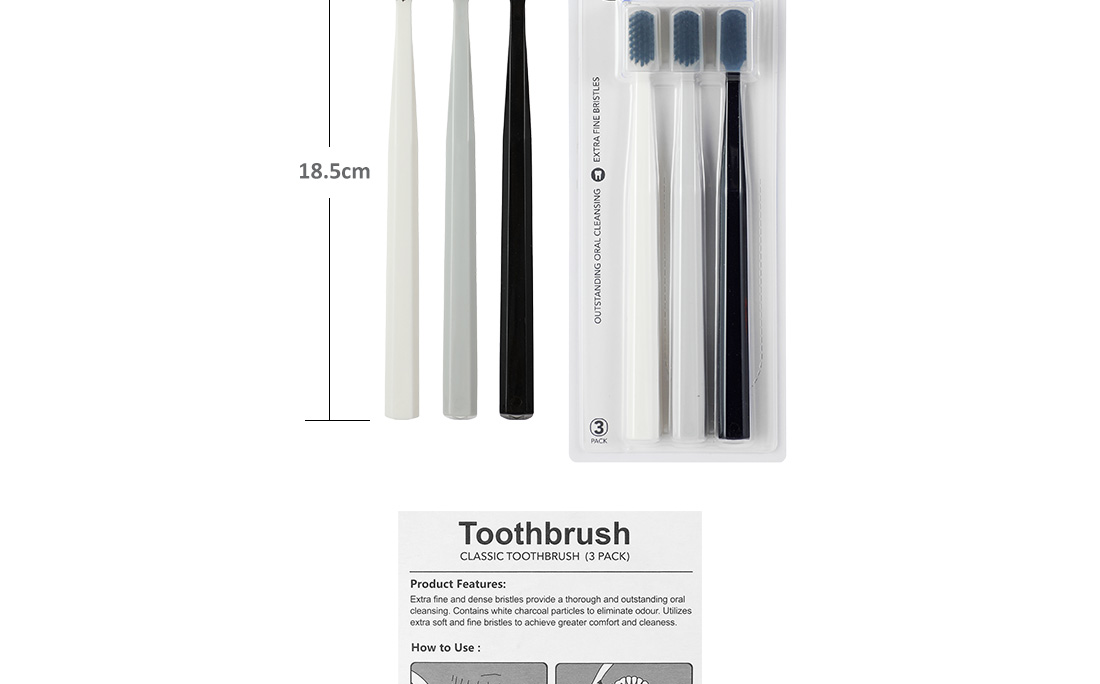 18.5cm
OUTSTANDING ORAL CLEANSING EXTRA FINE BRISTLES
3
PACK
Toothbrush
CLASSIC TOOTHBRUSH (3 PACK)
Product Features:
Extra fine and dense bristles provide a thorough and outstanding oral
cleansing. Contains white charcoal particles to eliminate odour. Utilizes
extra soft and fine bristles to achieve greater comfort and cleaness.
How to Use :